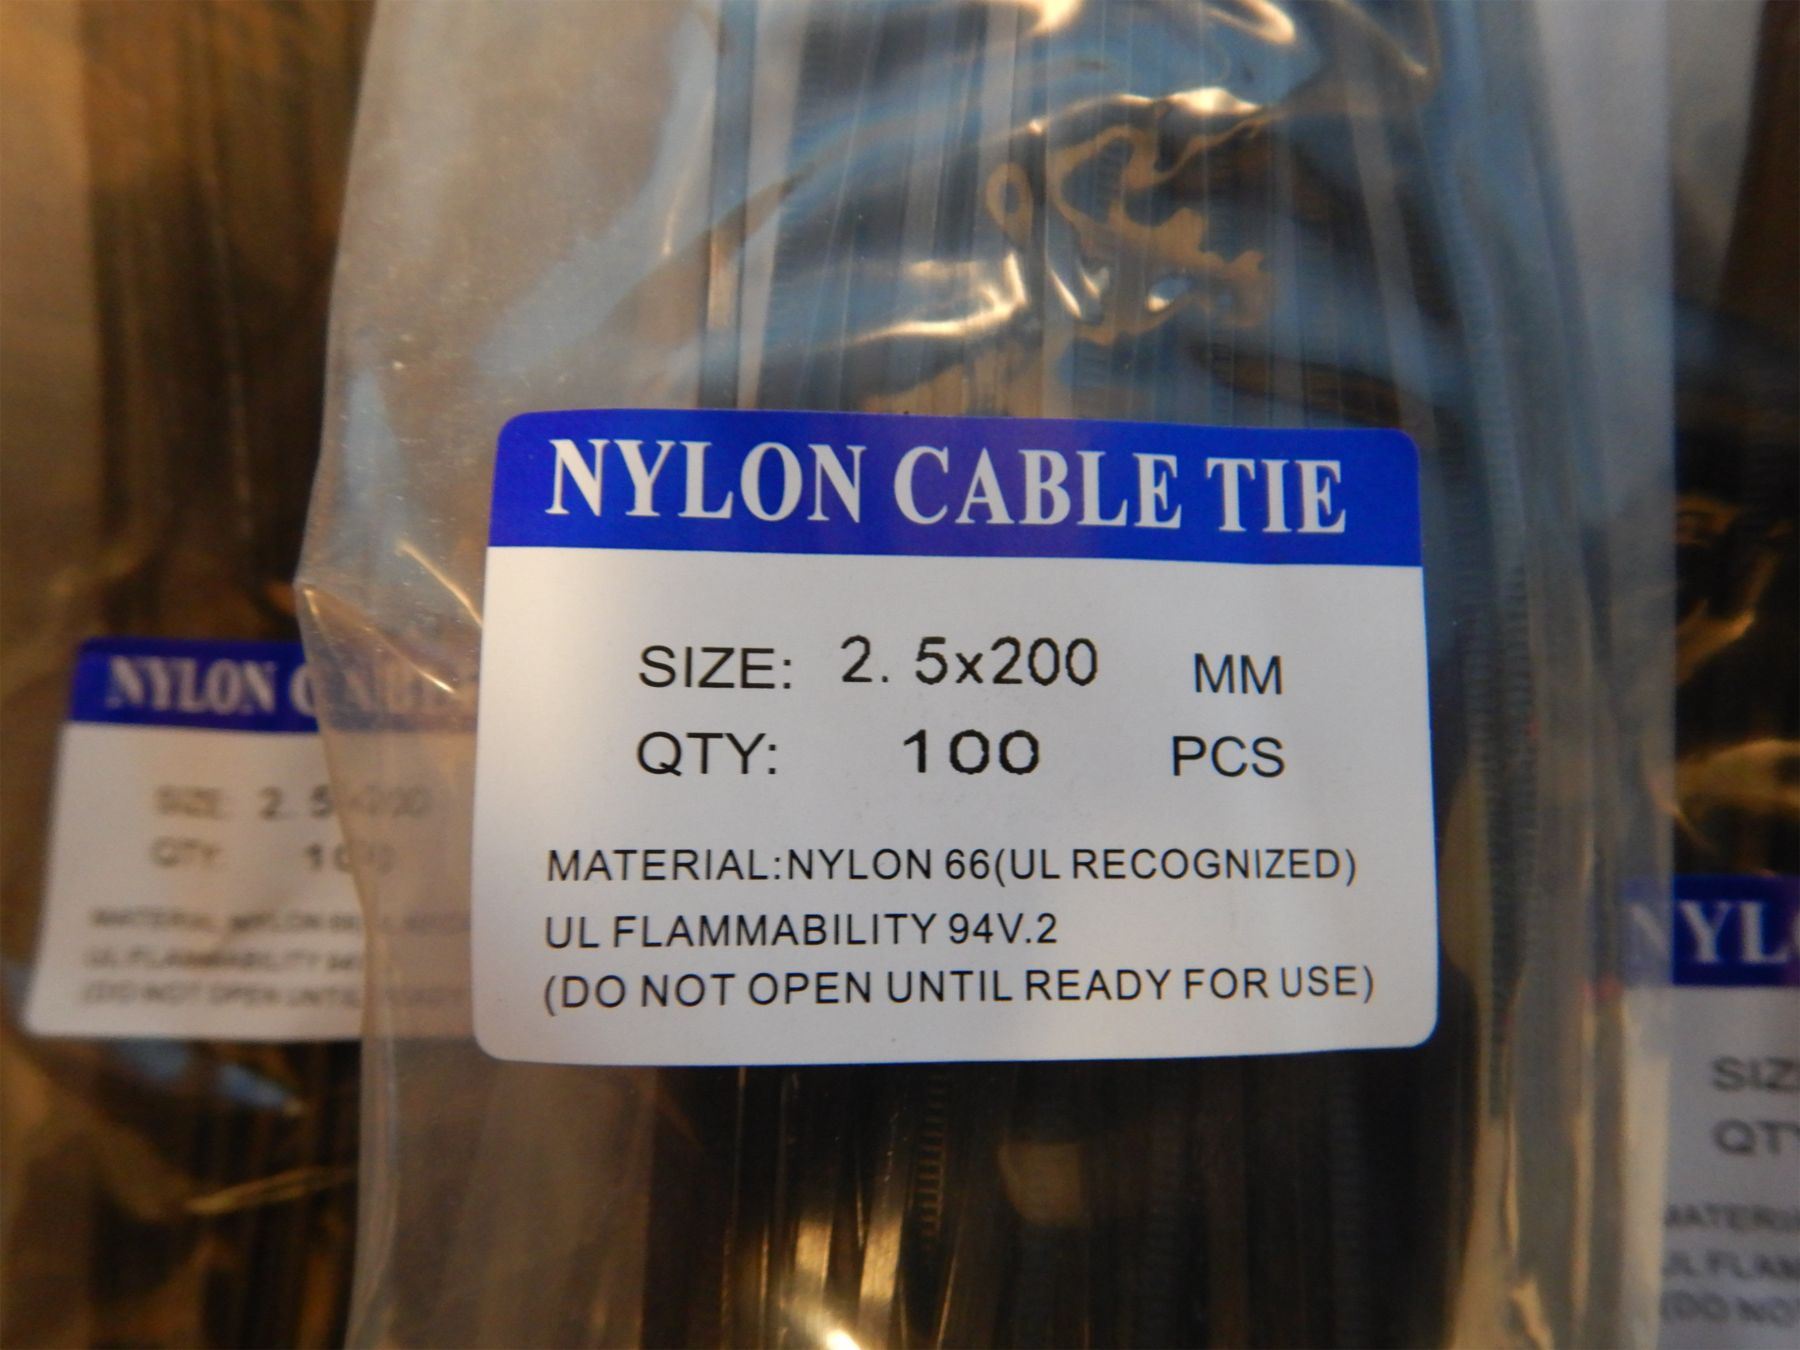 NYLON CABLE TIE
SIZE: 2. 5x200 MM
QTY: 100 PCS
MATERIAL:NYLON 66(UL RECOGNIZED)
UL FLAMMABILITY 94V.2
(DO NOT OPEN UNTIL READY FOR USE)
NYLON
SIZE: 2. 5
QTY: